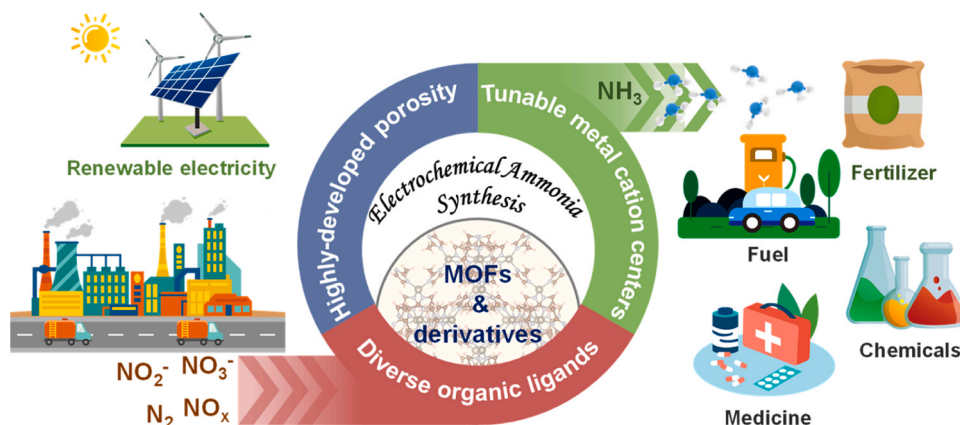 Renewable electricity
NO₂⁻ NO₃⁻
N₂ NOₓ
Highly-developed porosity
Tunable metal cation centers
Diverse organic ligands
Electrochemical Ammonia
Synthesis
MOFs
&
derivatives
NH₃
Fertilizer
Fuel
Chemicals
Medicine